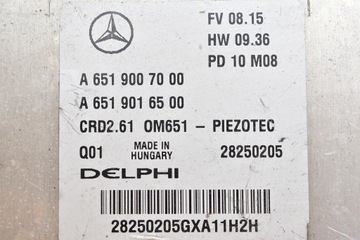 FV 08.15
HW 09.36
PD 10 M08
A 651 900 70 00
A 651 901 65 00
CRD2.61 OM651 - PIEZOTEC
Q01 MADE IN HUNGARY 28250205
DELPHI
28250205GXA11H2H